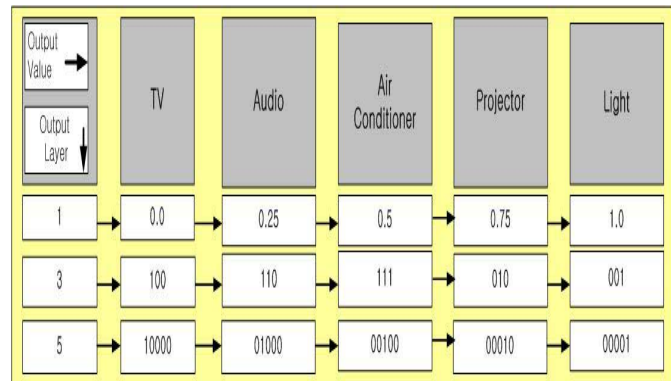 Output
Value
Output
Layer
TV
Audio
Air
Conditioner
Projector
Light
1
0.0
0.25
0.5
0.75
1.0
3
100
110
111
010
001
5
10000
01000
00100
00010
00001